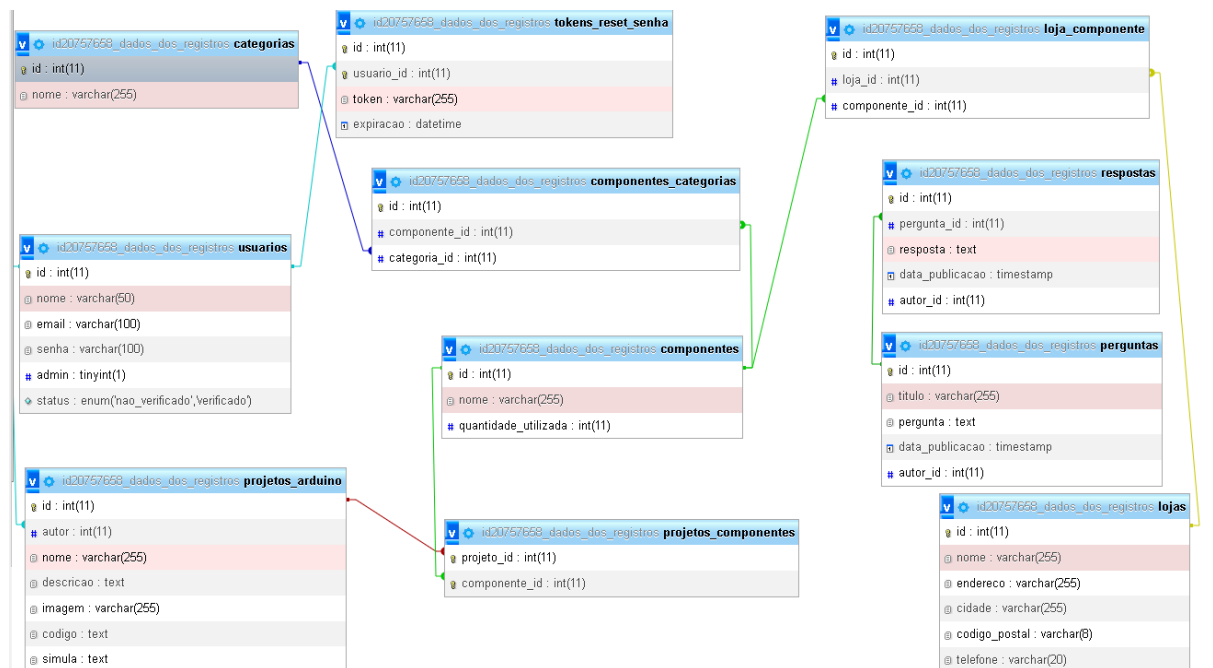 id20757658_dados_dos_registros categorias
id : int(11)
nome : varchar(255)
id20757658_dados_dos_registros tokens_reset_senha
id : int(11)
usuario_id : int(11)
token : varchar(255)
expiracao : datetime
id20757658_dados_dos_registros loja_componente
id : int(11)
loja_id : int(11)
componente_id : int(11)
id20757658_dados_dos_registros componentes_categorias
id : int(11)
componente_id : int(11)
categoria_id : int(11)
id20757658_dados_dos_registros respostas
id : int(11)
pergunta_id : int(11)
resposta : text
data_publicacao : timestamp
autor_id : int(11)
id20757658_dados_dos_registros usuarios
id : int(11)
nome : varchar(50)
email : varchar(100)
senha : varchar(100)
admin : tinyint(1)
status : enum('nao_verificado','verificado')
id20757658_dados_dos_registros componentes
id : int(11)
nome : varchar(255)
quantidade_utilizada : int(11)
id20757658_dados_dos_registros perguntas
id : int(11)
titulo : varchar(255)
pergunta : text
data_publicacao : timestamp
autor_id : int(11)
id20757658_dados_dos_registros projetos_arduino
id : int(11)
autor : int(11)
nome : varchar(255)
descricao : text
imagem : varchar(255)
codigo : text
simula : text
id20757658_dados_dos_registros projetos_componentes
projeto_id : int(11)
componente_id : int(11)
id20757658_dados_dos_registros lojas
id : int(11)
nome : varchar(255)
endereco : varchar(255)
cidade : varchar(255)
codigo_postal : varchar(8)
telefone : varchar(20)